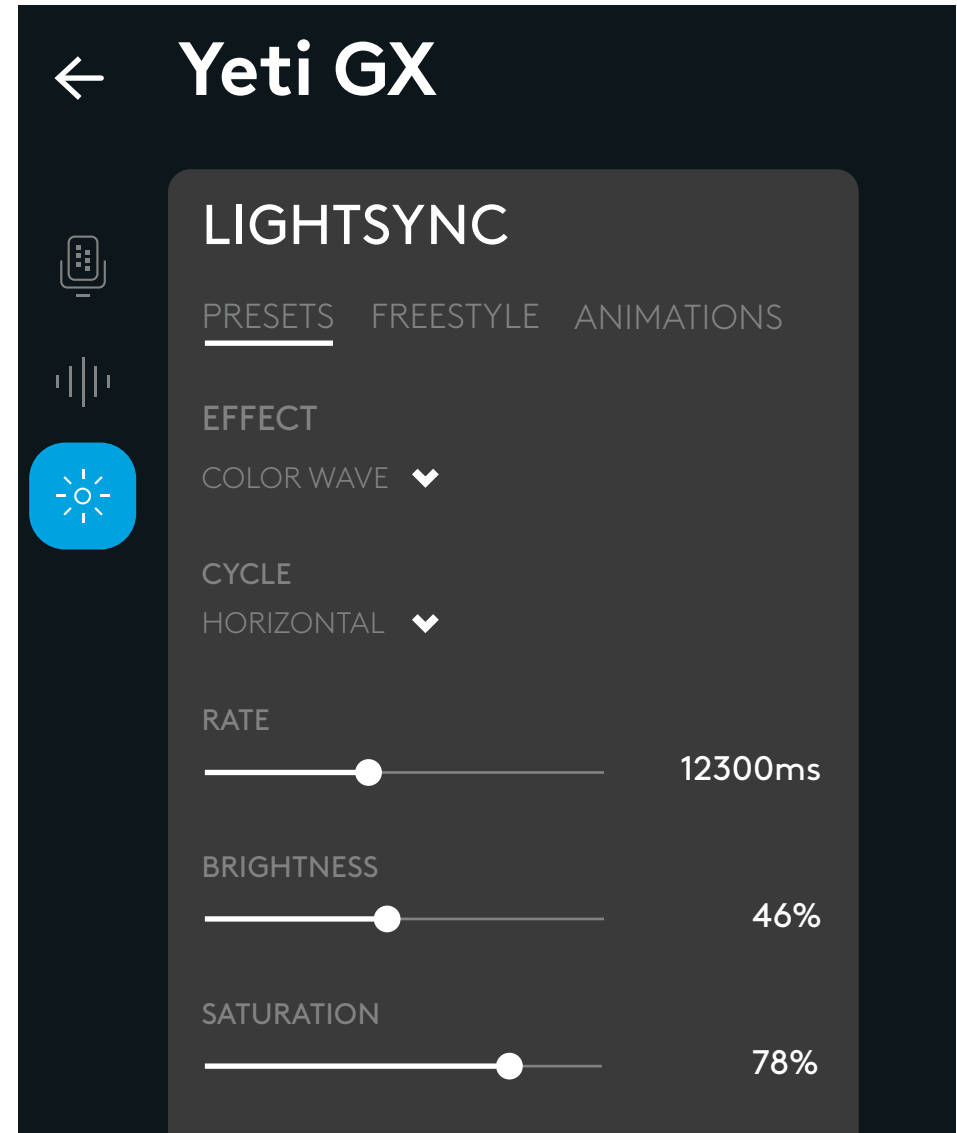 Yeti GX
LIGHTSYNC
PRESETS FREESTYLE ANIMATIONS
EFFECT
COLOR WAVE
CYCLE
HORIZONTAL
RATE
12300ms
BRIGHTNESS
46%
SATURATION
78%